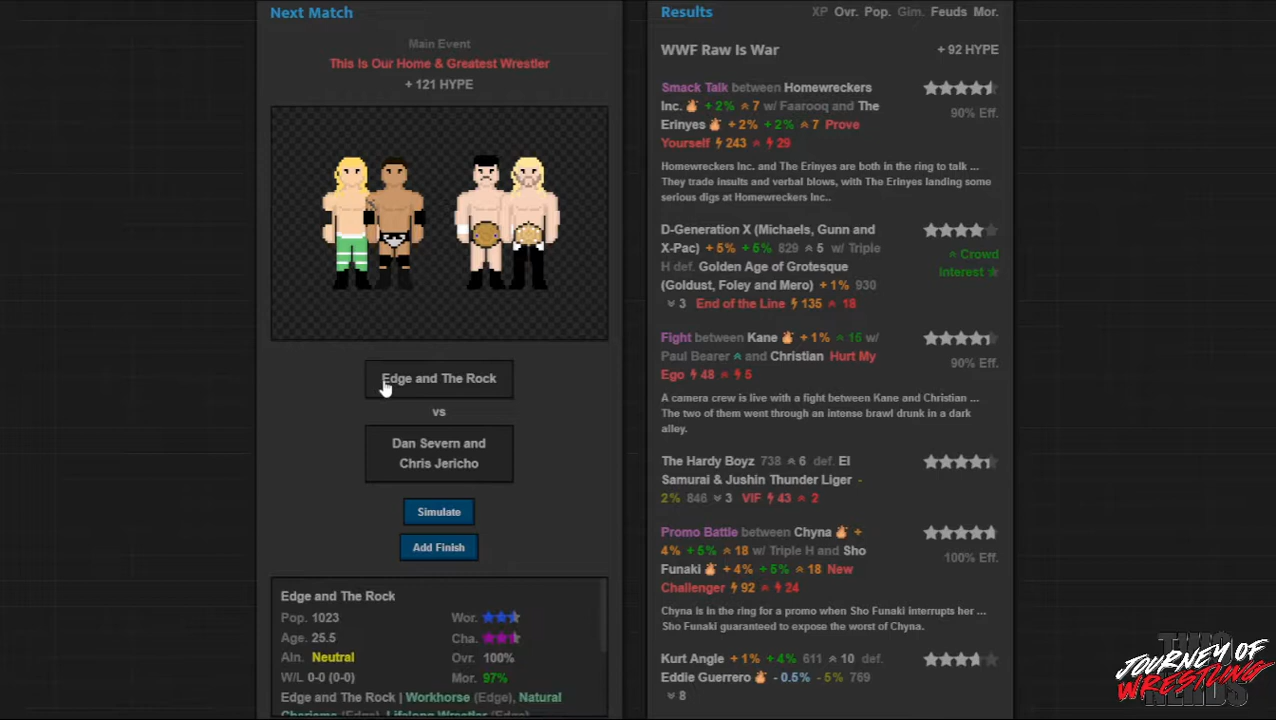 Next Match
Main Event
This Is Our Home & Greatest Wrestler
+ 121 HYPE
Edge and The Rock
vs
Dan Severn and
Chris Jericho
Simulate
Add Finish
Edge and The Rock
Pop. 1023 Wor.
Age. 25.5 Cha.
Aln. Neutral Ovr. 100%
W/L 0-0 (0-0) Mor. 97%
Edge and The Rock | Workhorse (Edge), Natural
Charisma (Edge), Lifelong Wrestler (Edge)
Results XP Ovr. Pop. Gim. Feuds Mor.
WWF Raw Is War + 92 HYPE
Smack Talk between Homewreckers
Inc. + 2% 7 w/ Faarooq and The
Erinyes + 2% + 2% 7 Prove
Yourself 243 29
90% Eff.
Homewreckers Inc. and The Erinyes are both in the ring to talk ...
They trade insults and verbal blows, with The Erinyes landing some
serious digs at Homewreckers Inc..
D-Generation X (Michaels, Gunn and
X-Pac) + 5% + 5% 829 5 w/ Triple
H def. Golden Age of Grotesque
(Goldust, Foley and Mero) + 1% 930
3 End of the Line 135 18
Crowd
Interest
Fight between Kane + 1% 15 w/
Paul Bearer and Christian Hurt My
Ego 48 5
90% Eff.
A camera crew is live with a fight between Kane and Christian ...
The two of them went through an intense brawl drunk in a dark
alley.
The Hardy Boyz 738 6 def. El
Samurai & Jushin Thunder Liger -
2% 846 3 VIF 43 2
Promo Battle between Chyna +
4% + 5% 18 w/ Triple H and Sho
Funaki + 4% + 5% 18 New
Challenger 92 24
100% Eff.
Chyna is in the ring for a promo when Sho Funaki interrupts her ...
Sho Funaki guaranteed to expose the worst of Chyna.
Kurt Angle + 1% + 4% 611 10 def.
Eddie Guerrero - 0.5% - 5% 769
8
JOURNEY OF
WRESTLING